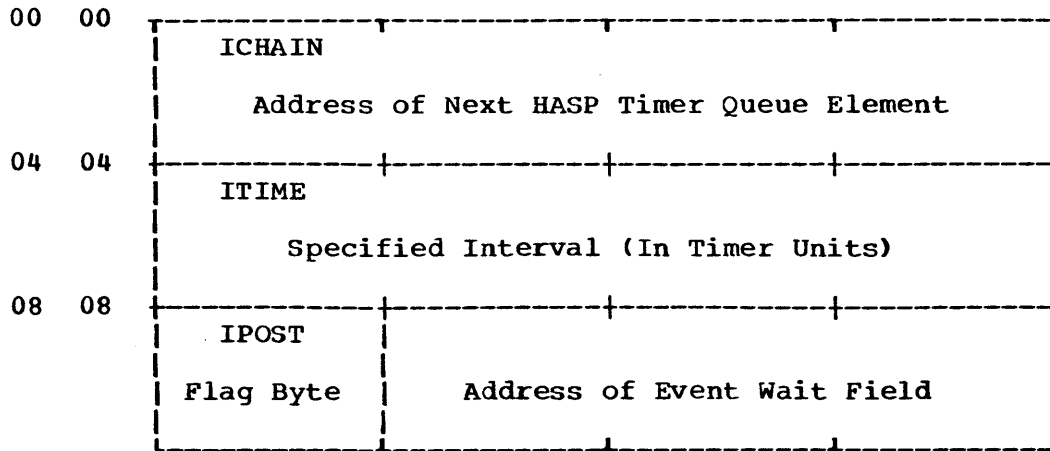 00 00
ICHAIN
Address of Next HASP Timer Queue Element
04 04
ITIME
Specified Interval (In Timer Units)
08 08
IPOST
Flag Byte Address of Event Wait Field